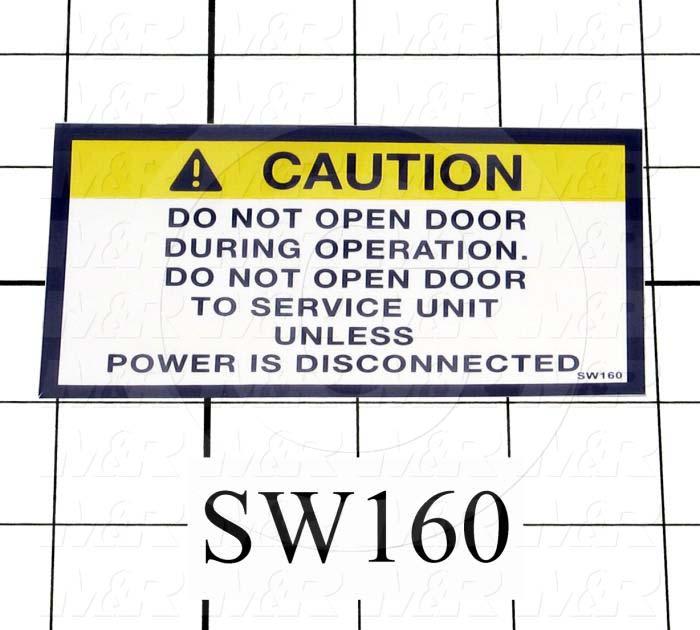 CAUTION
DO NOT OPEN DOOR
DURING OPERATION.
DO NOT OPEN DOOR
TO SERVICE UNIT
UNLESS
POWER IS DISCONNECTED
SW160
SW160
M&R